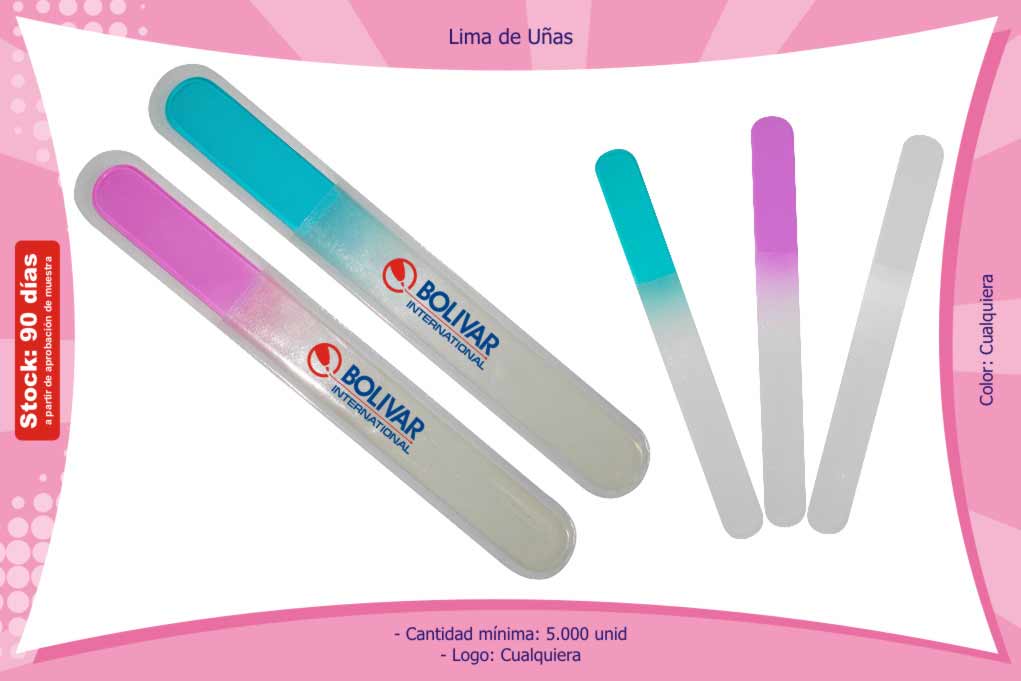 Lima de Uñas
BOLIVAR
INTERNATIONAL
BOLIVAR
INTERNATIONAL
Stock: 90 días
a partir de aprobación de muestra
Color: Cualquiera
- Cantidad mínima: 5.000 unid
- Logo: Cualquiera